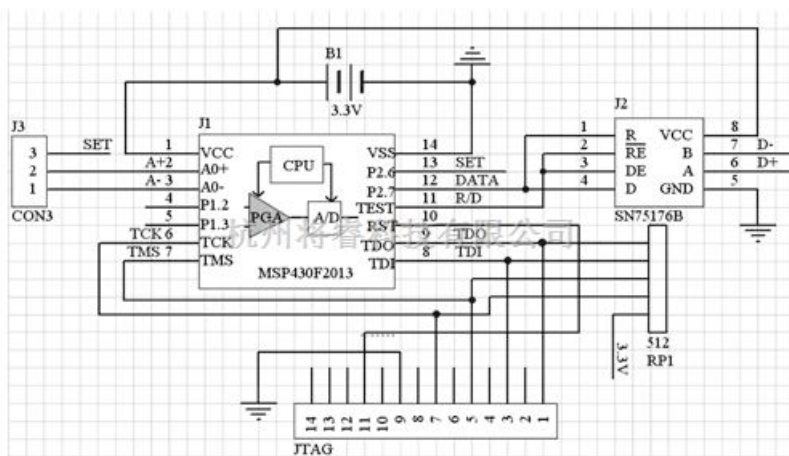 B1
3.3V
J3
3
2
1
CON3
SET
A+2
A- 3
TCK 6
TMS 7
J1
1
4
5
VCC
A0+
A0-
P1.2
P1.3
TCK
TMS
CPU
PGA
A/D
MSP430F2013
VSS
P2.6
P2.7
TEST
RST
TDO
TDI
14
13 SET
12 DATA
11 R/D
10
9 TDO
8 TDI
J2
1
2
3
4
R
RE
DE
D
VCC
B
A
GND
8
7 D-
6 D+
5
SN75176B
杭州将睿科技有限公司
512
RP1
3.3V
14 13 12 11 10 9 8 7 6 5 4 3 2 1
JTAG